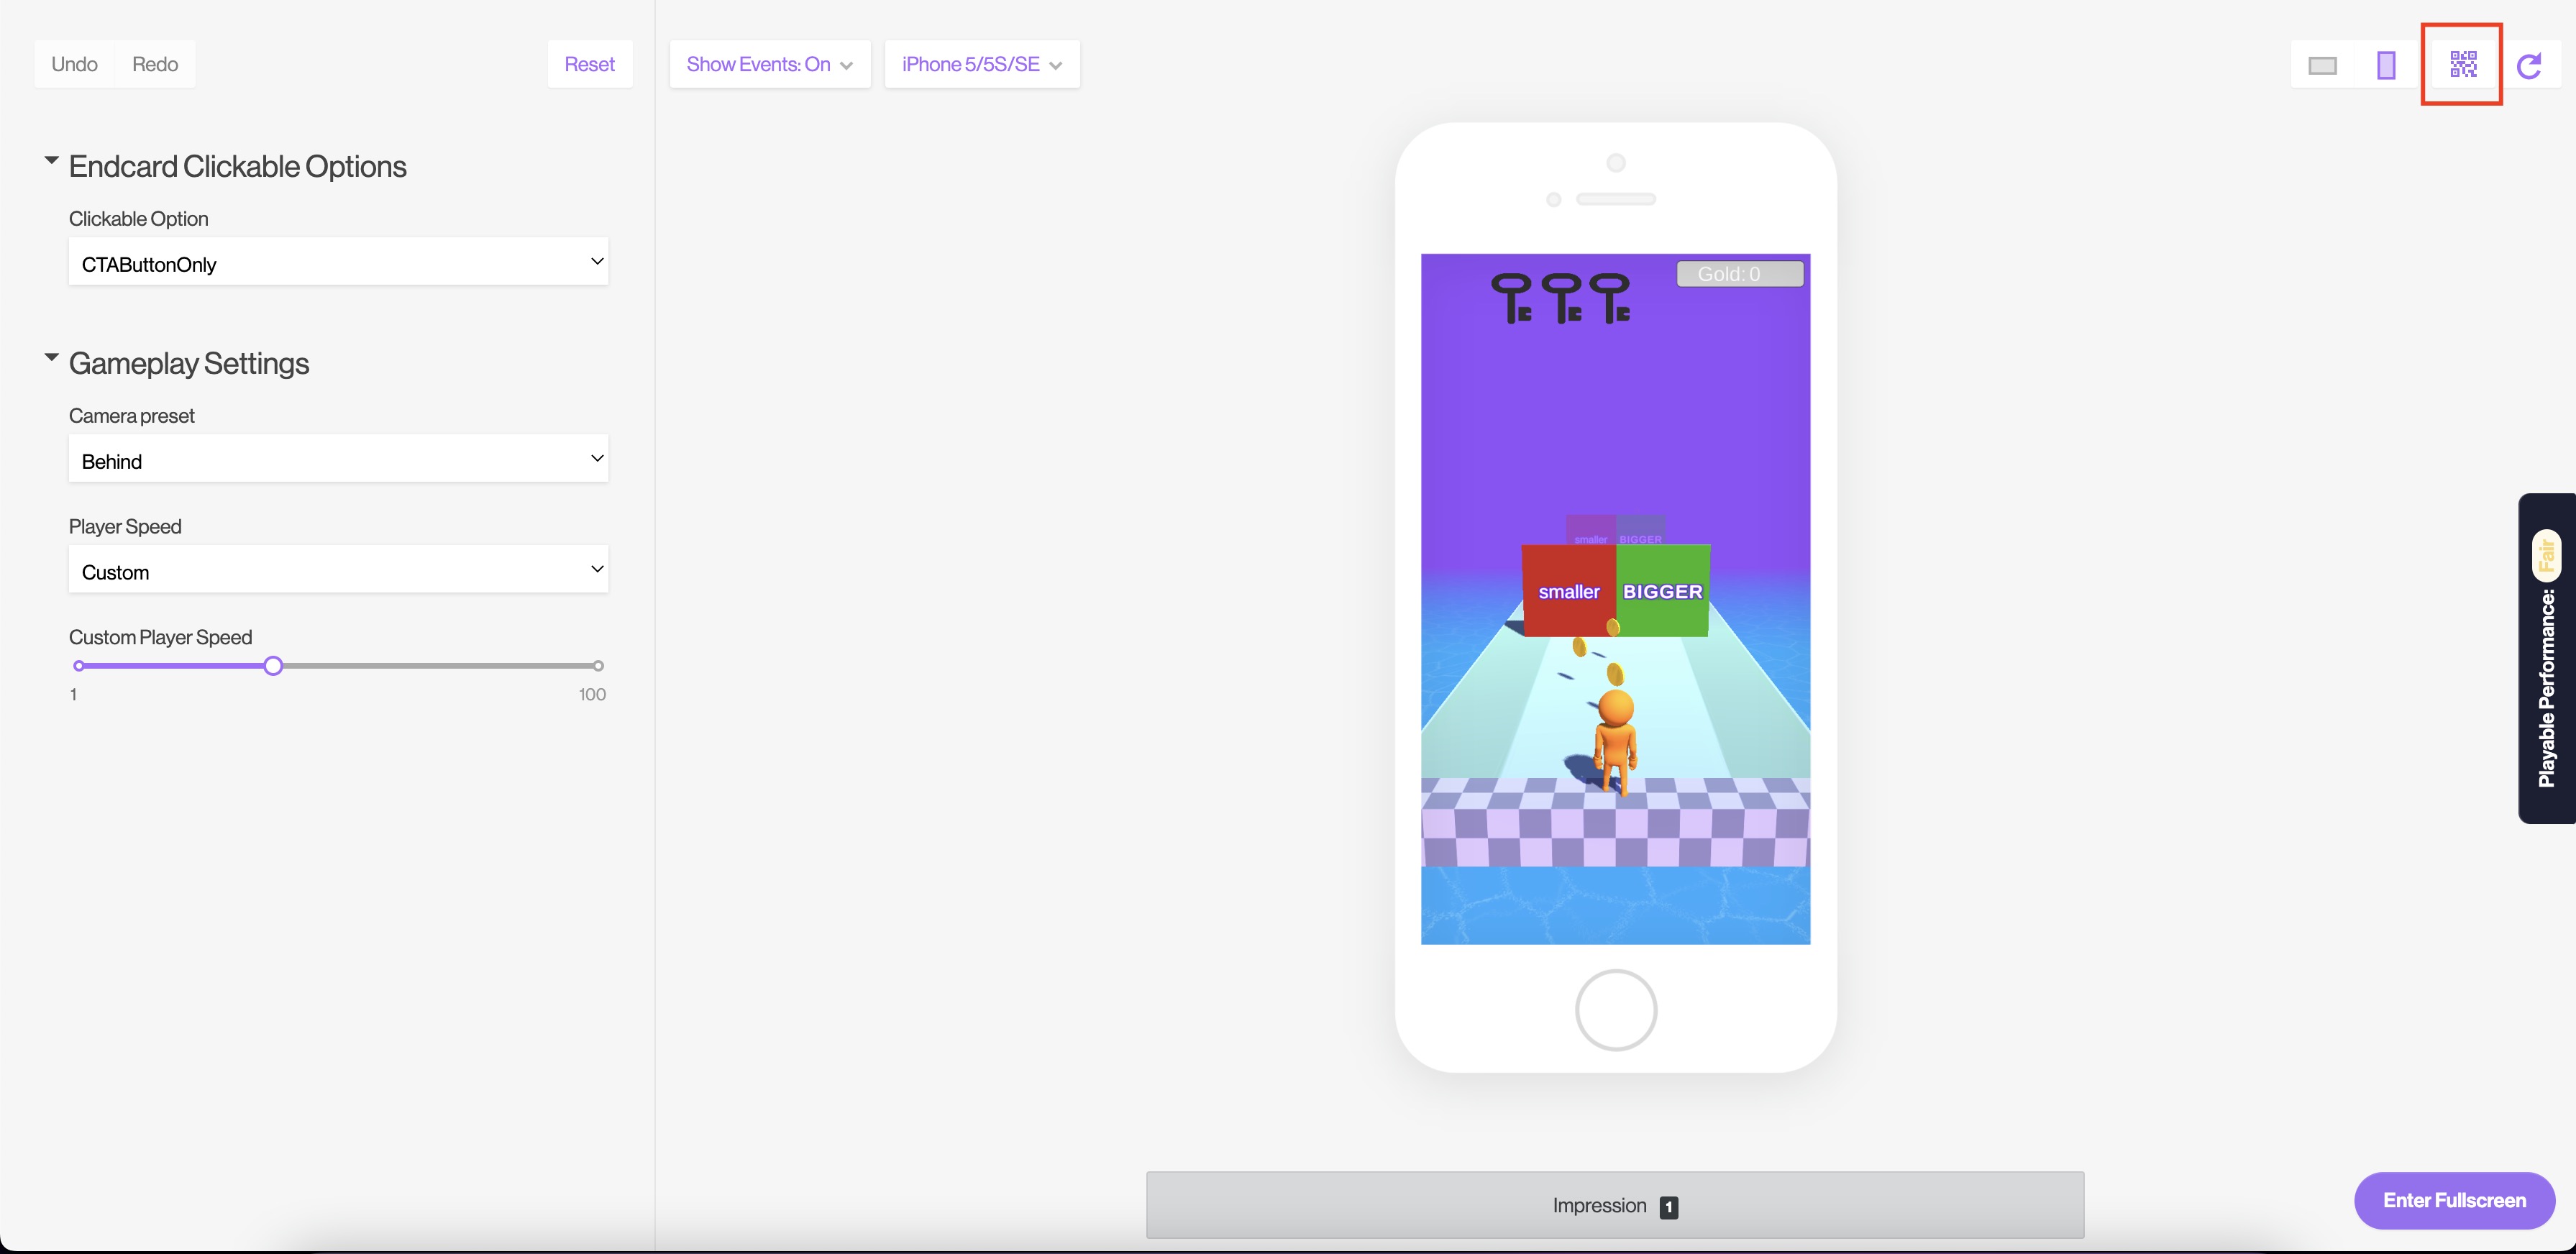 Undo
Redo
Reset
Show Events: On
iPhone 5/5S/SE
Endcard Clickable Options
Clickable Option
CTAButtonOnly
Gameplay Settings
Camera preset
Behind
Player Speed
Custom
Custom Player Speed
1
100
Gold: 0
smaller
BIGGER
smaller
BIGGER
Playable Performance: Fair
Impression 1
Enter Fullscreen